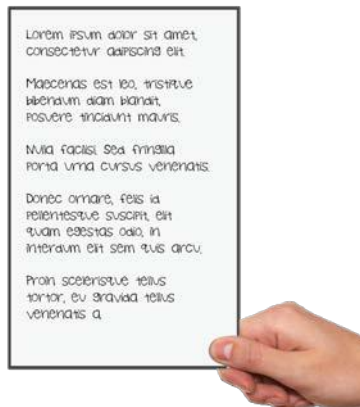 Lorem ipsum dolor sit amet,
consectetur adipiscing elit.
Maecenas est leo, tristique
bibendum diam blandit,
posuere tincidunt mauris.
Nulla facilisi. Sed fringilla
porta urna cursus venenatis.
Donec ornare, felis id
pellentesque suscipit, elit
quam egestas odio, in
interdum elit sem quis arcu.
Proin scelerisque tellus
tortor, eu gravida tellus
venenatis a